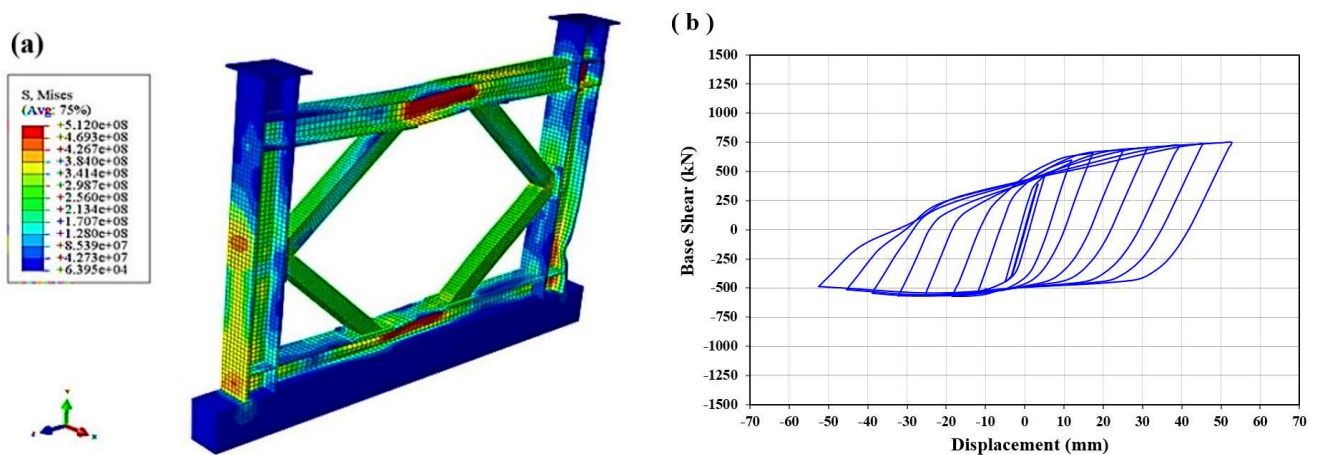 (a)
S, Mises
(Avg: 75%)
+5.120e+08
+4.693e+08
+4.267e+08
+3.840e+08
+3.414e+08
+2.987e+08
+2.560e+08
+2.134e+08
+1.707e+08
+1.280e+08
+8.539e+07
+4.273e+07
+6.395e+04
Y
Z
X
( b )
1500
1250
1000
750
500
250
0
-250
-500
-750
-1000
-1250
-1500
Base Shear (kN)
-70 -60 -50 -40 -30 -20 -10 0 10 20 30 40 50 60 70
Displacement (mm)